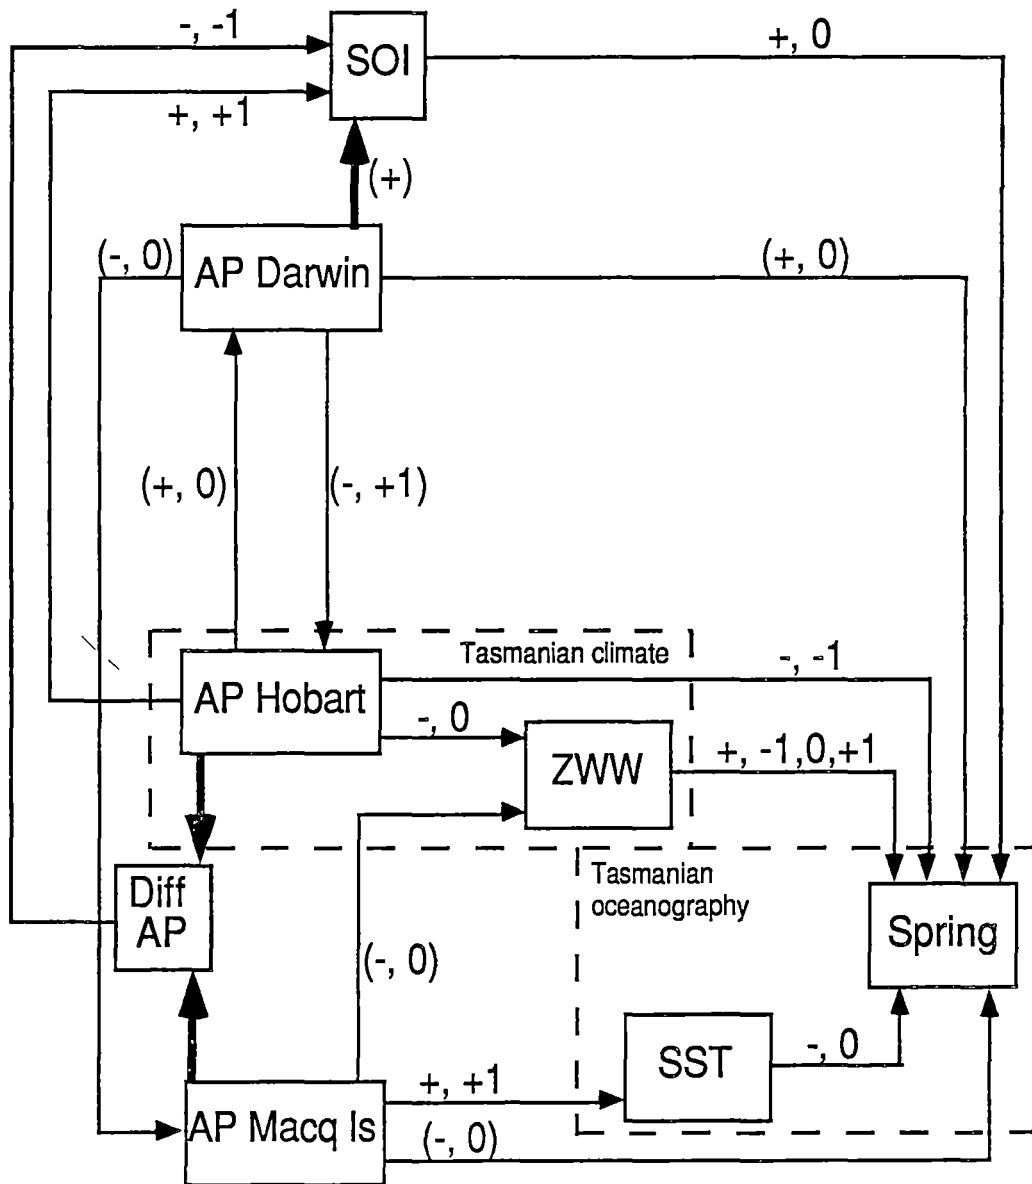 -, -1
+, 0
SOI
+, +1
(+)
(-, 0)
AP Darwin
(+, 0)
(+, 0)
(-, +1)
Tasmanian climate
-, -1
AP Hobart
-, 0
ZWW
+, -1,0,+1
Diff
AP
Tasmanian
oceanography
Spring
(-, 0)
SST
-, 0
+, +1
AP Macq Is
(-, 0)